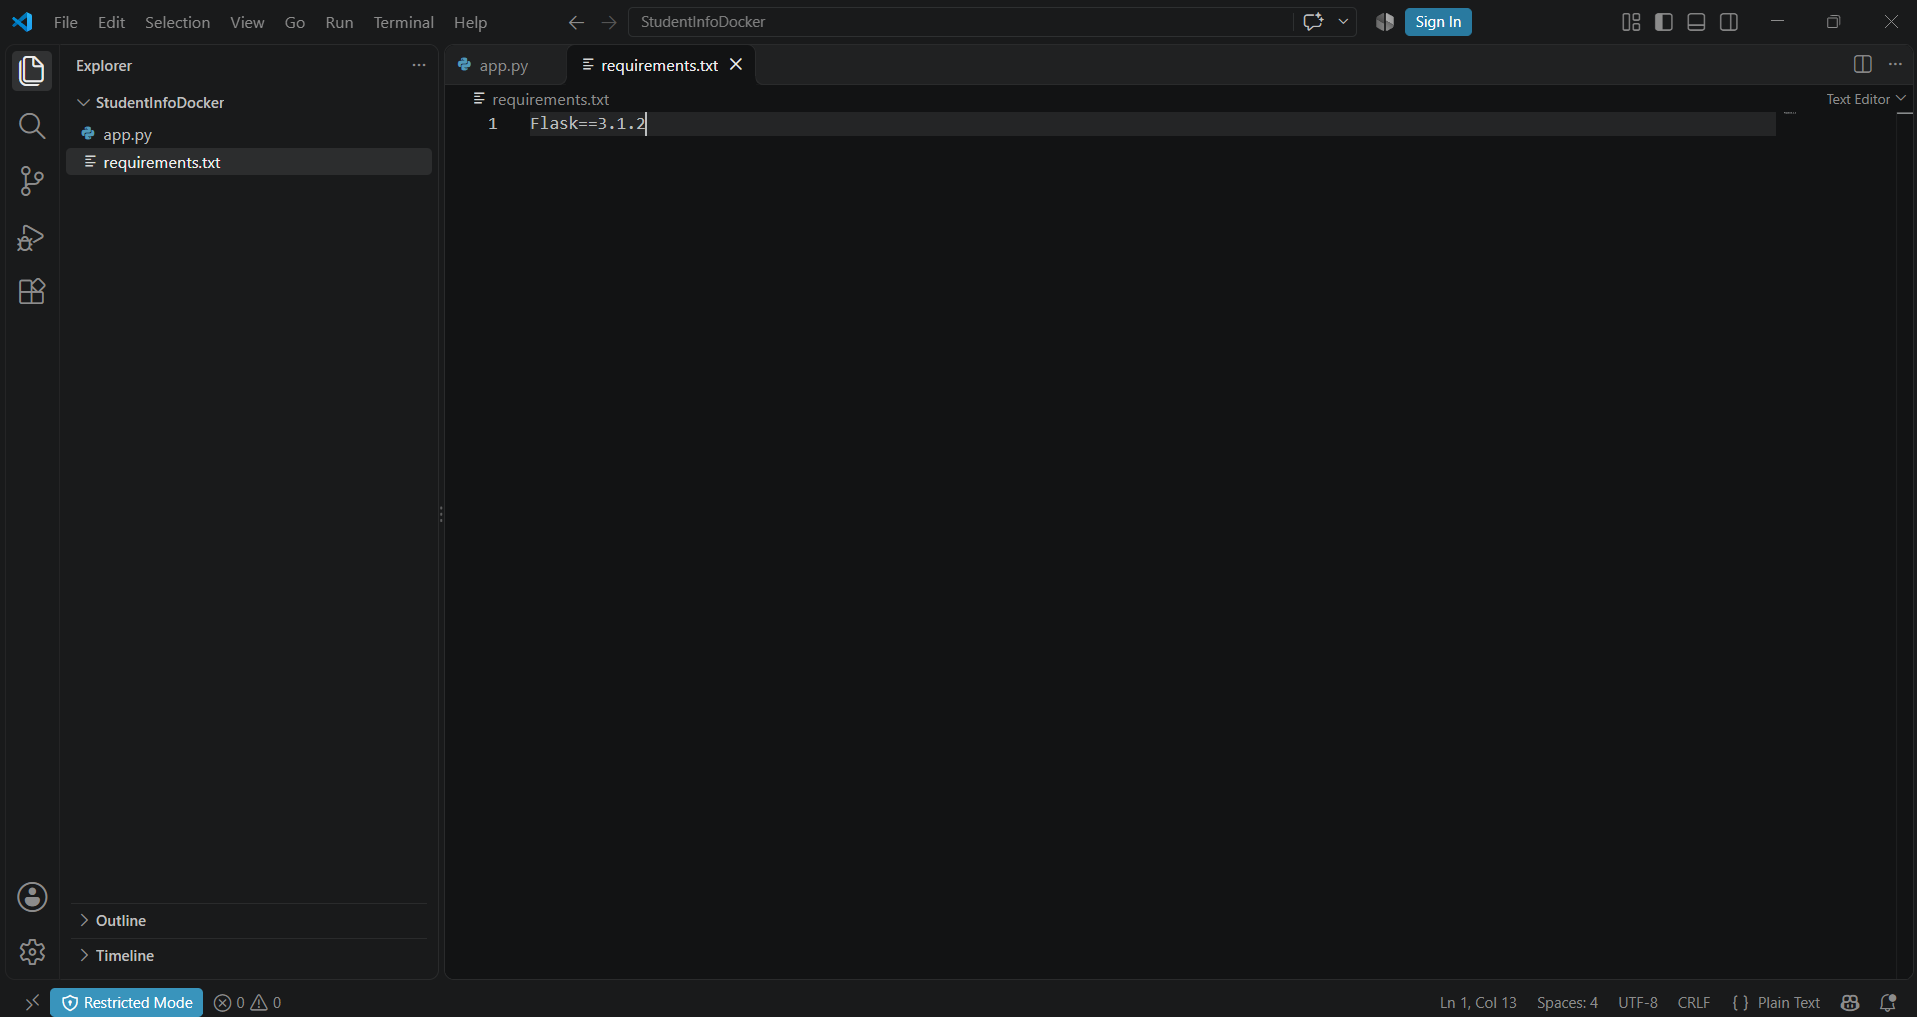 File Edit Selection View Go Run Terminal Help
StudentInfoDocker
Sign In
Explorer
StudentInfoDocker
app.py
requirements.txt
app.py
requirements.txt
requirements.txt
Text Editor
1 Flask==3.1.2
Outline
Timeline
Restricted Mode 0 0
Ln 1, Col 13 Spaces: 4 UTF-8 CRLF { } Plain Text